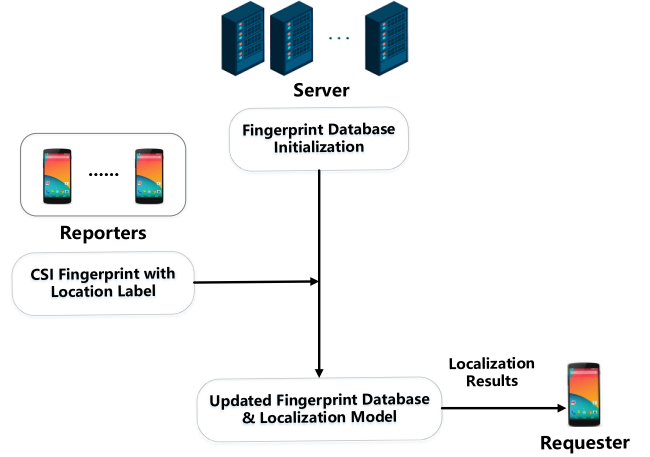 Server
Fingerprint Database
Initialization
Reporters
CSI Fingerprint with
Location Label
Localization
Results
Updated Fingerprint Database
& Localization Model
Requester